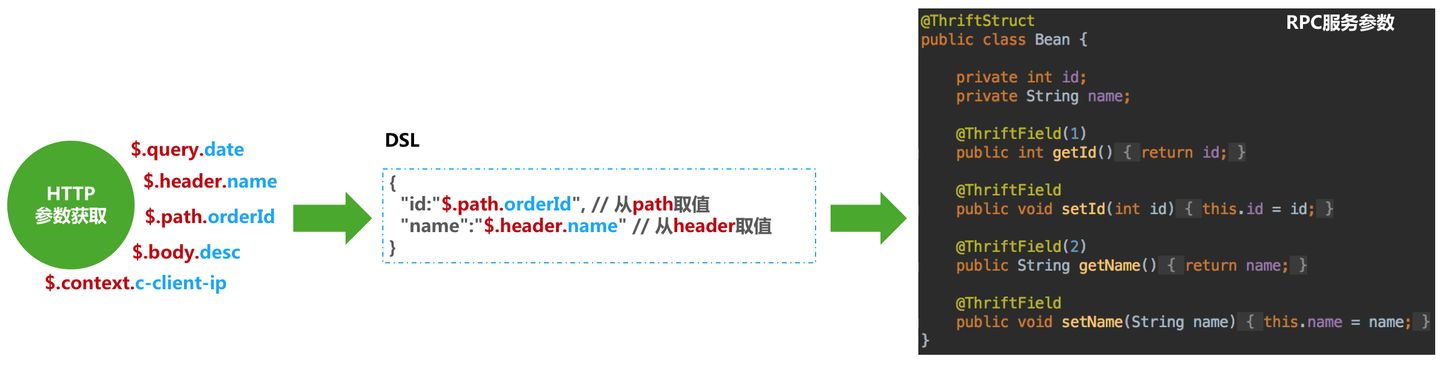 HTTP
参数获取
$.query.date
$.header.name
$.path.orderId
$.body.desc
$.context.c-client-ip
DSL
{
"id:"$.path.orderId", // 从path取值
"name":"$.header.name" // 从header取值
}
RPC服务参数
@ThriftStruct
public class Bean {
private int id;
private String name;
@ThriftField(1)
public int getId() { return id; }
@ThriftField
public void setId(int id) { this.id = id; }
@ThriftField(2)
public String getName() { return name; }
@ThriftField
public void setName(String name) { this.name = name; }
}